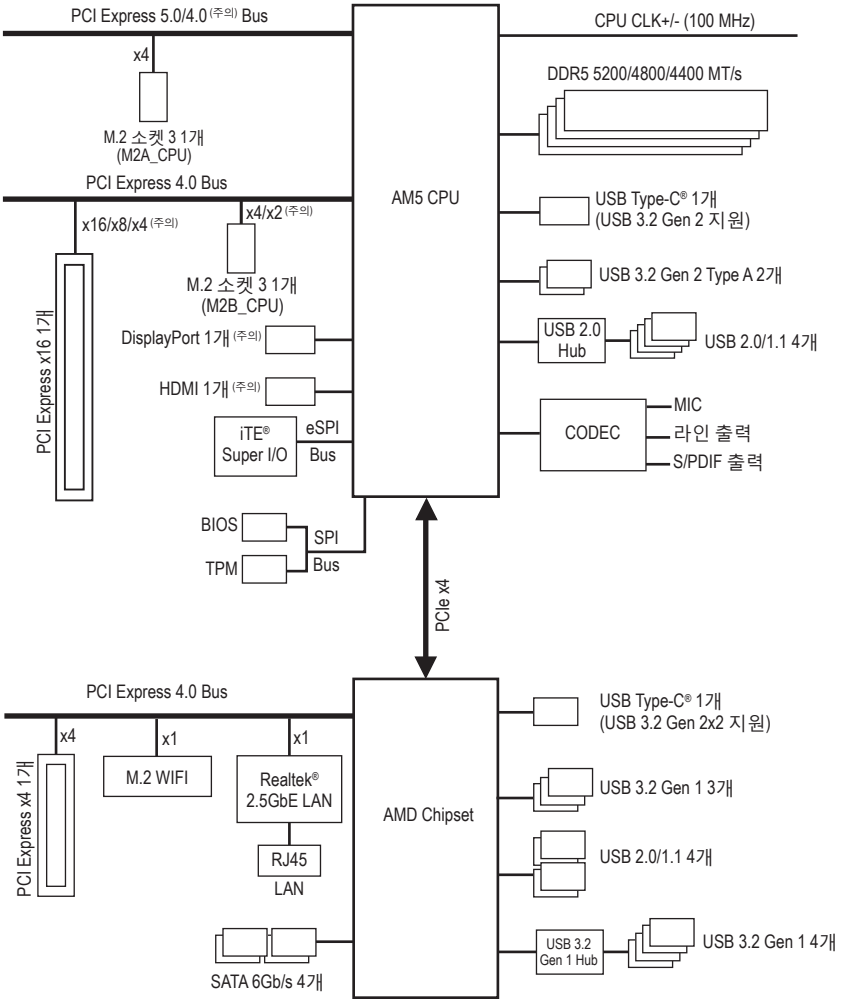 PCI Express 5.0/4.0 (주의) Bus
CPU CLK+/- (100 MHz)
x4
DDR5 5200/4800/4400 MT/s
M.2 소켓 3 1개
(M2A_CPU)
PCI Express 4.0 Bus
AM5 CPU
USB Type-C® 1개
(USB 3.2 Gen 2 지원)
x16/x8/x4 (주의)
x4/x2 (주의)
USB 3.2 Gen 2 Type A 2개
M.2 소켓 3 1개
(M2B_CPU)
PCI Express x16 1개
DisplayPort 1개 (주의)
USB 2.0
Hub
USB 2.0/1.1 4개
HDMI 1개 (주의)
iTE®
Super I/O
eSPI
Bus
CODEC
MIC
라인 출력
S/PDIF 출력
BIOS
TPM
SPI
Bus
PCIe x4
PCI Express 4.0 Bus
USB Type-C® 1개
(USB 3.2 Gen 2x2 지원)
x4
x1
x1
PCI Express x4 1개
M.2 WIFI
Realtek®
2.5GbE LAN
USB 3.2 Gen 1 3개
AMD Chipset
RJ45
LAN
USB 2.0/1.1 4개
USB 3.2
Gen 1 Hub
USB 3.2 Gen 1 4개
SATA 6Gb/s 4개